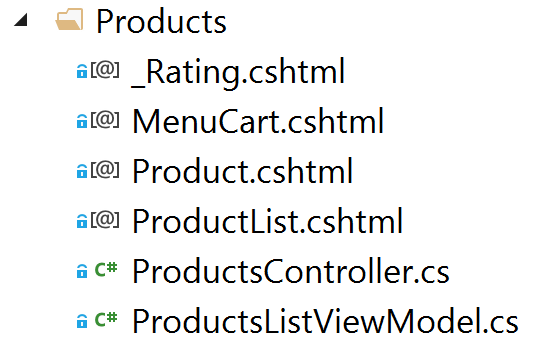 Products
_Rating.cshtml
MenuCart.cshtml
Product.cshtml
ProductList.cshtml
C# ProductsController.cs
C# ProductsListViewModel.cs